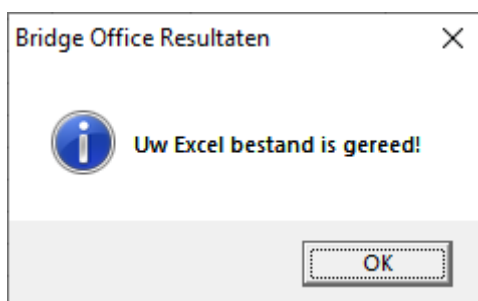 Bridge Office Resultaten
Uw Excel bestand is gereed!
OK